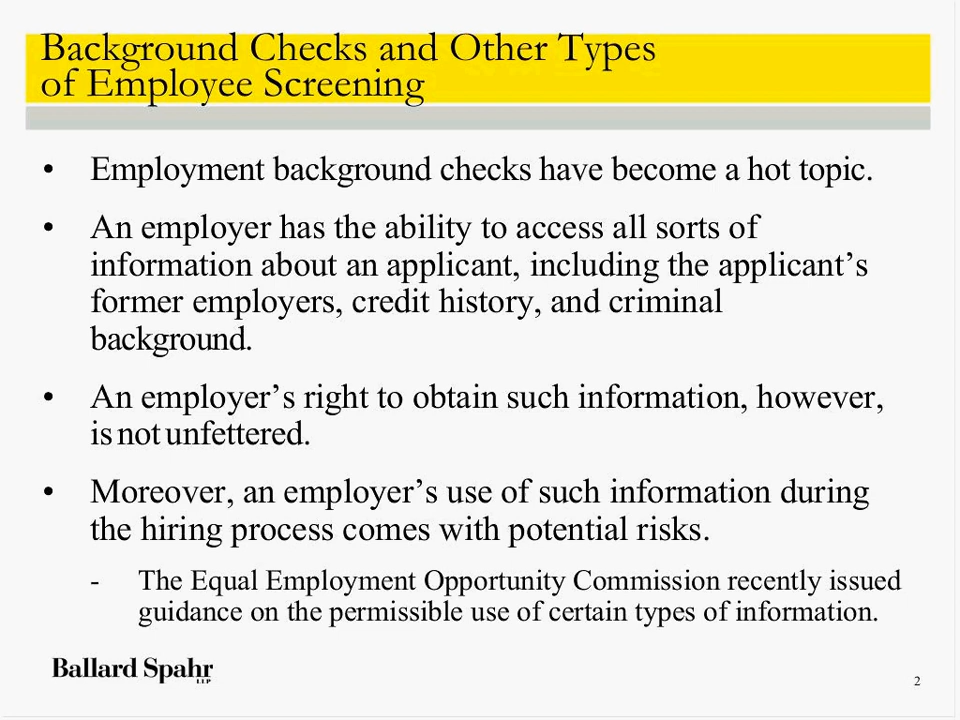 Background Checks and Other Types
of Employee Screening
• Employment background checks have become a hot topic.
• An employer has the ability to access all sorts of
information about an applicant, including the applicant’s
former employers, credit history, and criminal
background.
• An employer’s right to obtain such information, however,
is not unfettered.
• Moreover, an employer’s use of such information during
the hiring process comes with potential risks.
- The Equal Employment Opportunity Commission recently issued
guidance on the permissible use of certain types of information.
Ballard Spahr
LLP
2